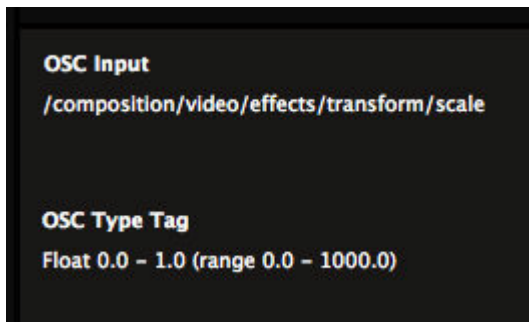 OSC Input
/composition/video/effects/transform/scale
OSC Type Tag
Float 0.0 – 1.0 (range 0.0 – 1000.0)